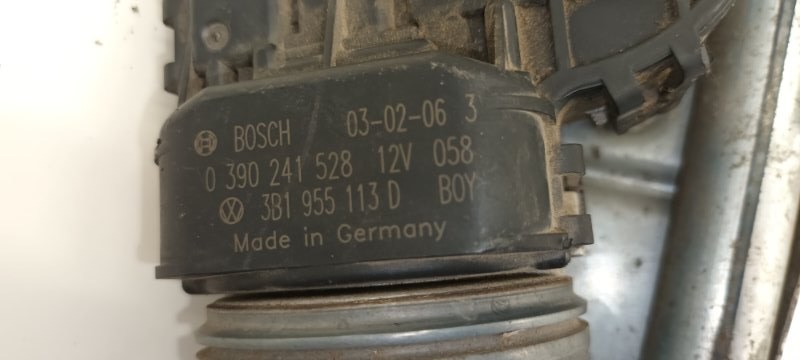 BOSCH 03-02-06 3
0 390 241 528 12V 058
3B1 955 113 D BOY
Made in Germany